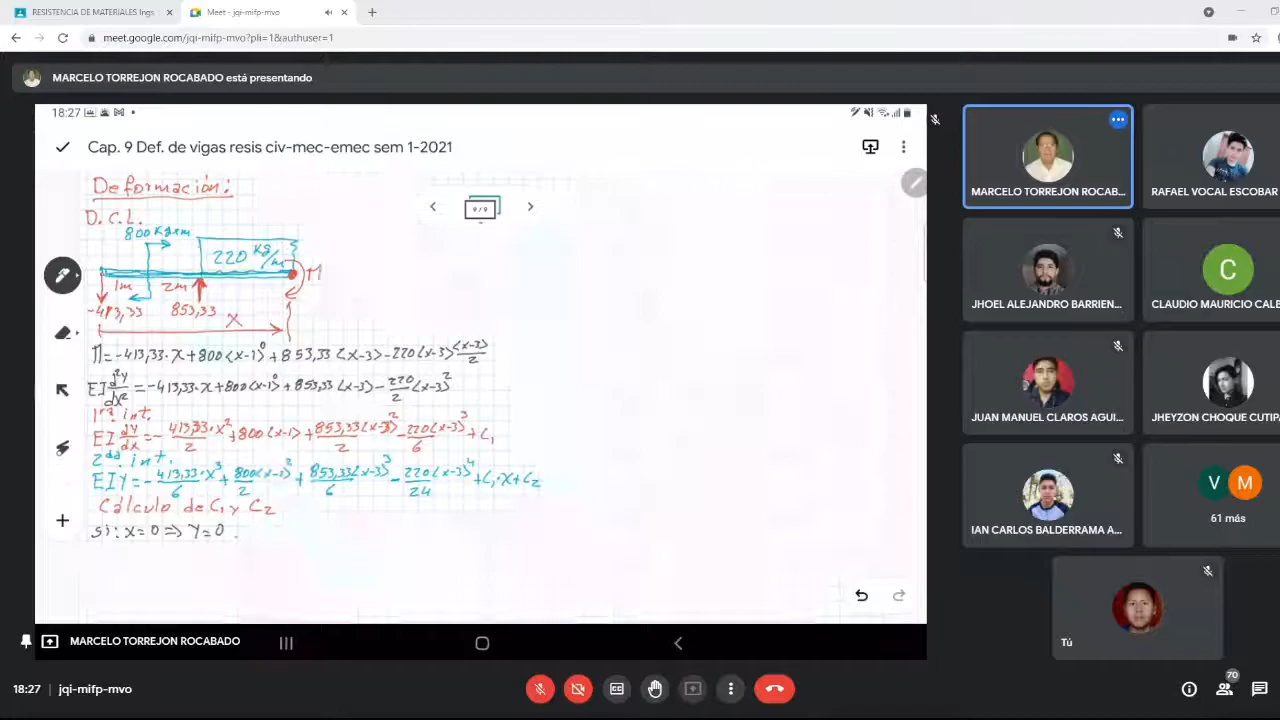 RESISTENCIA DE MATERIALES Ings
Meet - jqi-mifp-mvo
meet.google.com/jqi-mifp-mvo?pli=1&authuser=1
MARCELO TORREJON ROCABADO está presentando
18:27
Cap. 9 Def. de vigas resis civ-mec-emec sem 1-2021
9 / 9
Deformación:
D.C.L.
800 Kgxm
220 Kg/m
M
1m
2m
-413,33
853,33
X
M=-413,33·x+800<x-1>⁰+853,33<x-3>-220<x-3><x-3>/2
EI d²y/dx²=-413,33·x+800<x-1>⁰+853,33<x-3>-220/2<x-3>²
1ra int.
EI dy/dx=-413,33·x²/2+800<x-1>+853,33<x-3>²/2-220<x-3>³/6+C₁
2da. int.
EIY=-413,33·x³/6+800<x-1>²/2+853,33<x-3>³/6-220<x-3>⁴/24+C₁·x+C₂
Cálculo de C₁ y C₂
si: x=0⇒Y=0
MARCELO TORREJON ROCAB...
RAFAEL VOCAL ESCOBAR
JHOEL ALEJANDRO BARRIEN...
C
CLAUDIO MAURICIO CALE
JUAN MANUEL CLAROS AGUI...
JHEYZON CHOQUE CUTIPA
IAN CARLOS BALDERRAMA A...
V M
61 más
Tú
MARCELO TORREJON ROCABADO
18:27 | jqi-mifp-mvo
70